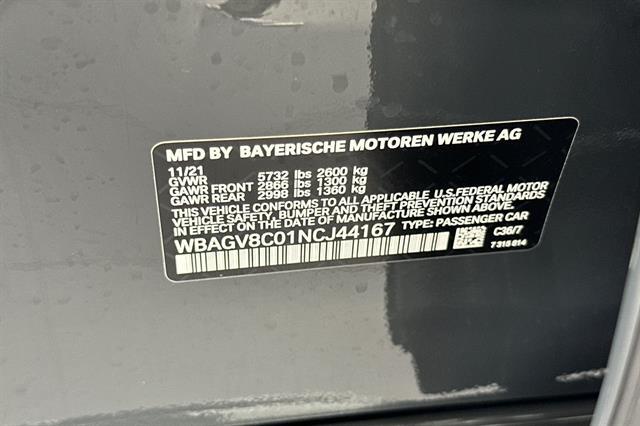 MFD BY BAYERISCHE MOTOREN WERKE AG
11/21
GVWR 5732 lbs 2600 kg
GAWR FRONT 2866 lbs 1300 kg
GAWR REAR 2998 lbs 1360 kg
THIS VEHICLE CONFORMS TO ALL APPLICABLE U.S. FEDERAL MOTOR
VEHICLE SAFETY, BUMPER, AND THEFT PREVENTION STANDARDS
IN EFFECT ON THE DATE OF MANUFACTURE SHOWN ABOVE.
WBAGV8C01NCJ44167 TYPE: PASSENGER CAR
C36/7
7 315 814